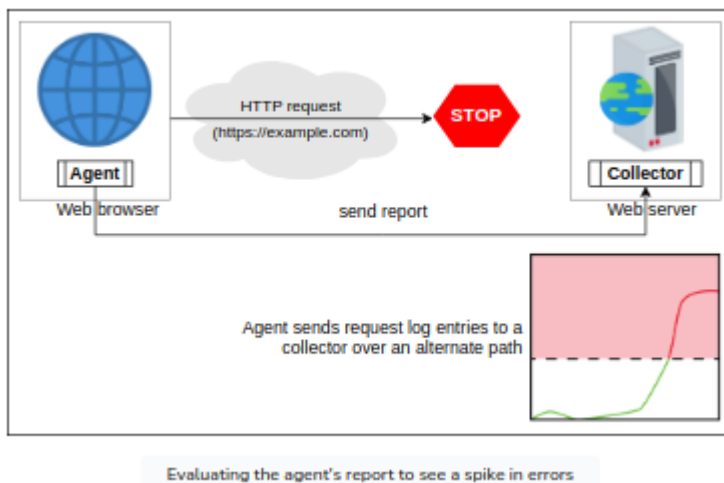 HTTP request
(https://example.com)
STOP
Agent
Collector
Web browser
Web server
send report
Agent sends request log entries to a
collector over an alternate path
Evaluating the agent's report to see a spike in errors